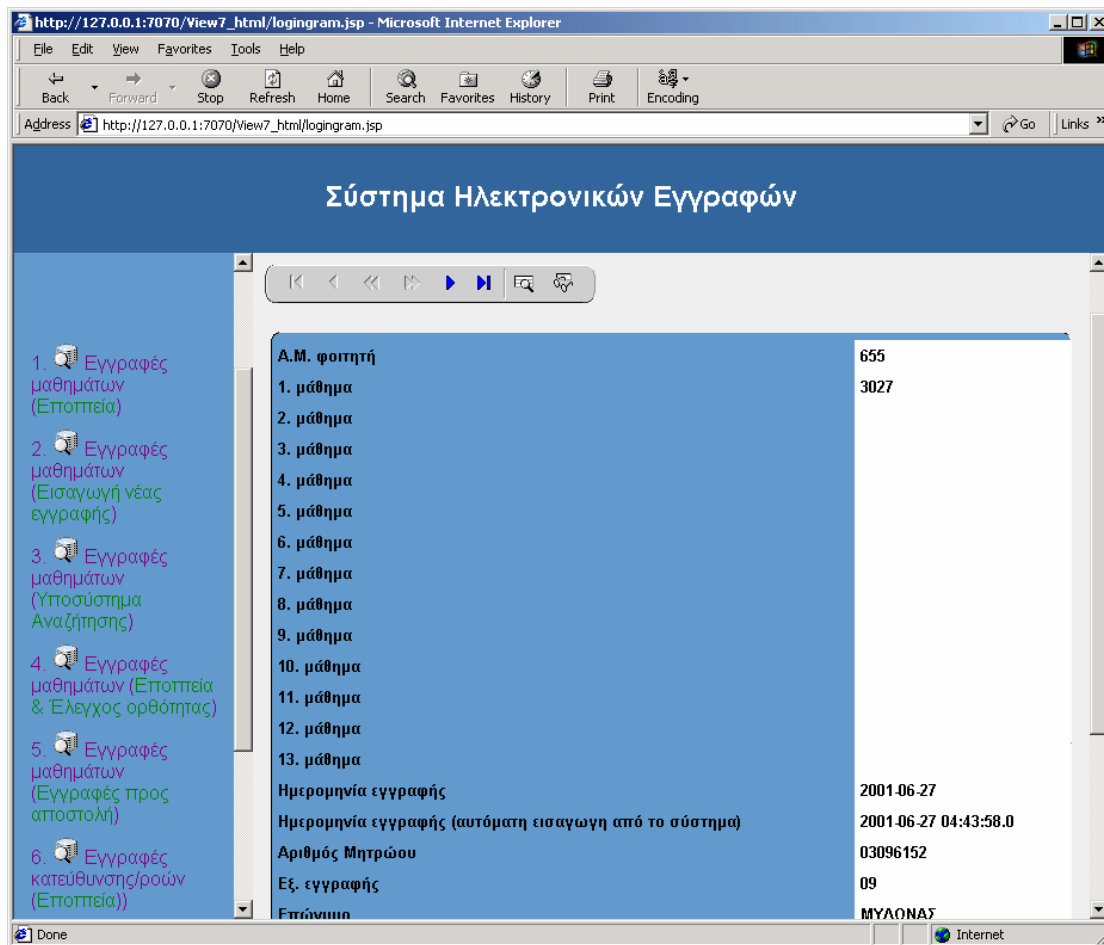 http://127.0.0.1:7070/View7_html/logingram.jsp - Microsoft Internet Explorer
File Edit View Favorites Tools Help
Back Forward Stop Refresh Home Search Favorites History Print Encoding
Address http://127.0.0.1:7070/View7_html/logingram.jsp Go Links »
Σύστημα Ηλεκτρονικών Εγγραφών
1. Εγγραφές
μαθημάτων
(Εποπτεία)
2. Εγγραφές
μαθημάτων
(Εισαγωγή νέας
εγγραφής)
3. Εγγραφές
μαθημάτων
(Υποσύστημα
Αναζήτησης)
4. Εγγραφές
μαθημάτων (Εποπτεία
& Έλεγχος ορθότητας)
5. Εγγραφές
μαθημάτων
(Εγγραφές προς
αποστολή)
6. Εγγραφές
κατεύθυνσης/ροών
(Εποπτεία))
Α.Μ. φοιτητή 655
1. μάθημα 3027
2. μάθημα
3. μάθημα
4. μάθημα
5. μάθημα
6. μάθημα
7. μάθημα
8. μάθημα
9. μάθημα
10. μάθημα
11. μάθημα
12. μάθημα
13. μάθημα
Ημερομηνία εγγραφής 2001-06-27
Ημερομηνία εγγραφής (αυτόματη εισαγωγη από το σύστημα) 2001-06-27 04:43:58.0
Αριθμός Μητρώου 03096152
Εξ. εγγραφής 09
Επώνυμο ΜΥΛΩΝΑΣ
Done Internet